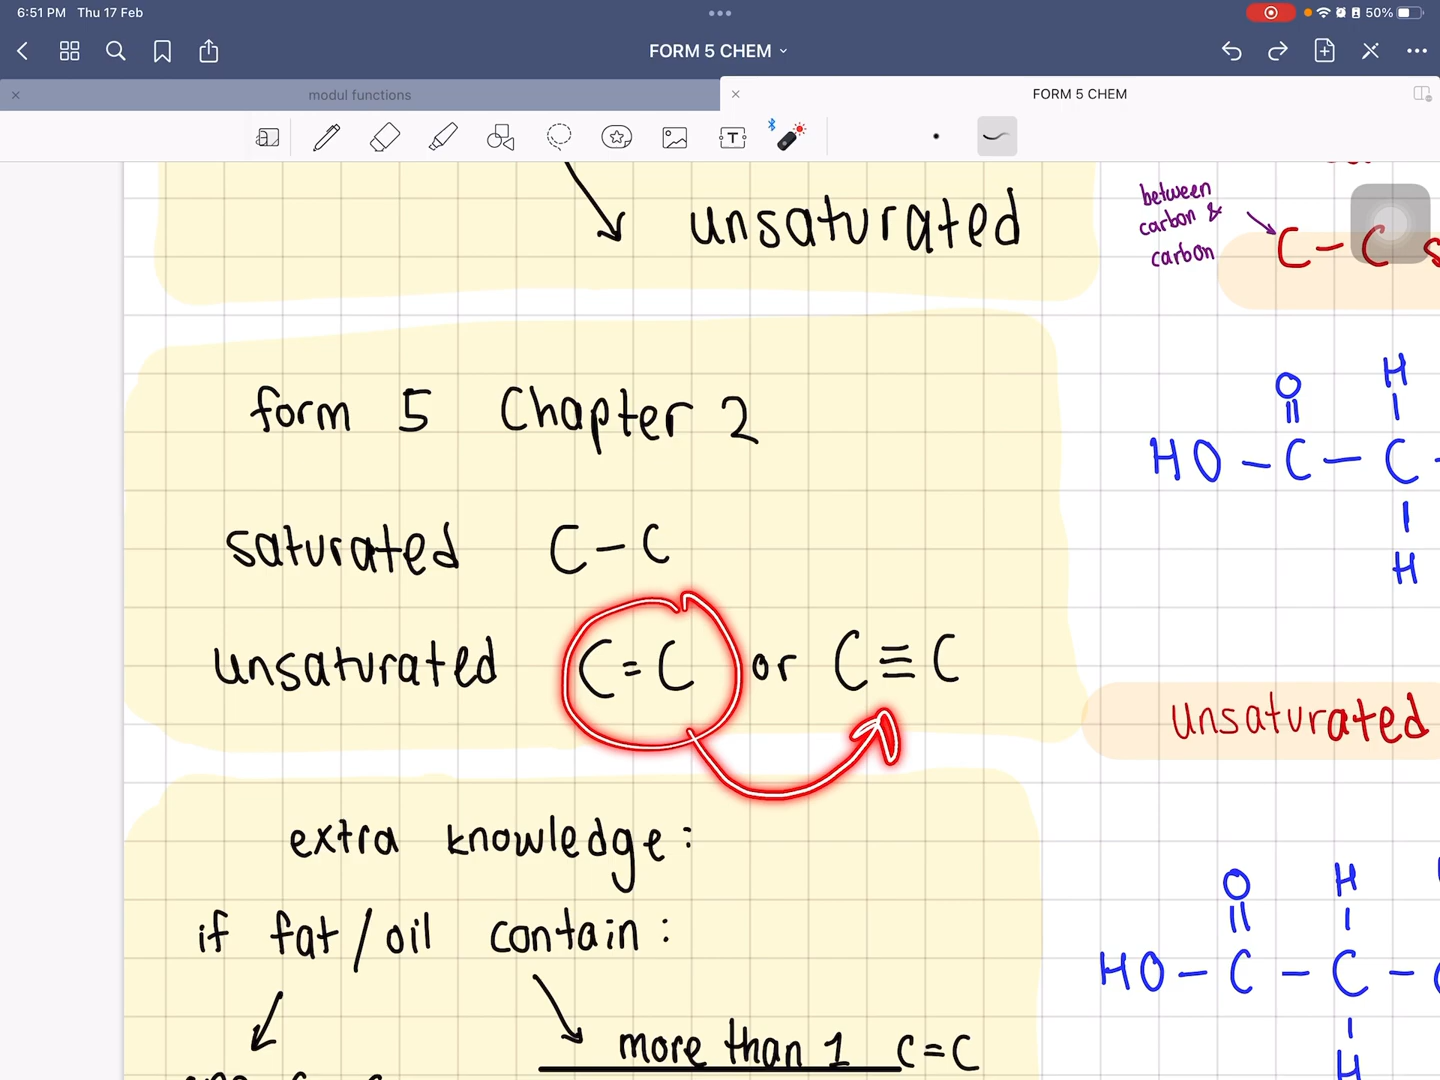 6:51 PM Thu 17 Feb
50%
FORM 5 CHEM
modul functions
FORM 5 CHEM
unsaturated
form 5 Chapter 2
saturated C - C
unsaturated C = C or C ≡ C
extra knowledge :
if fat / oil contain :
more than 1 C = C
between
carbon &
carbon
C - C
O H
HO - C - C -
H
unsaturated
O H
HO - C - C -
H